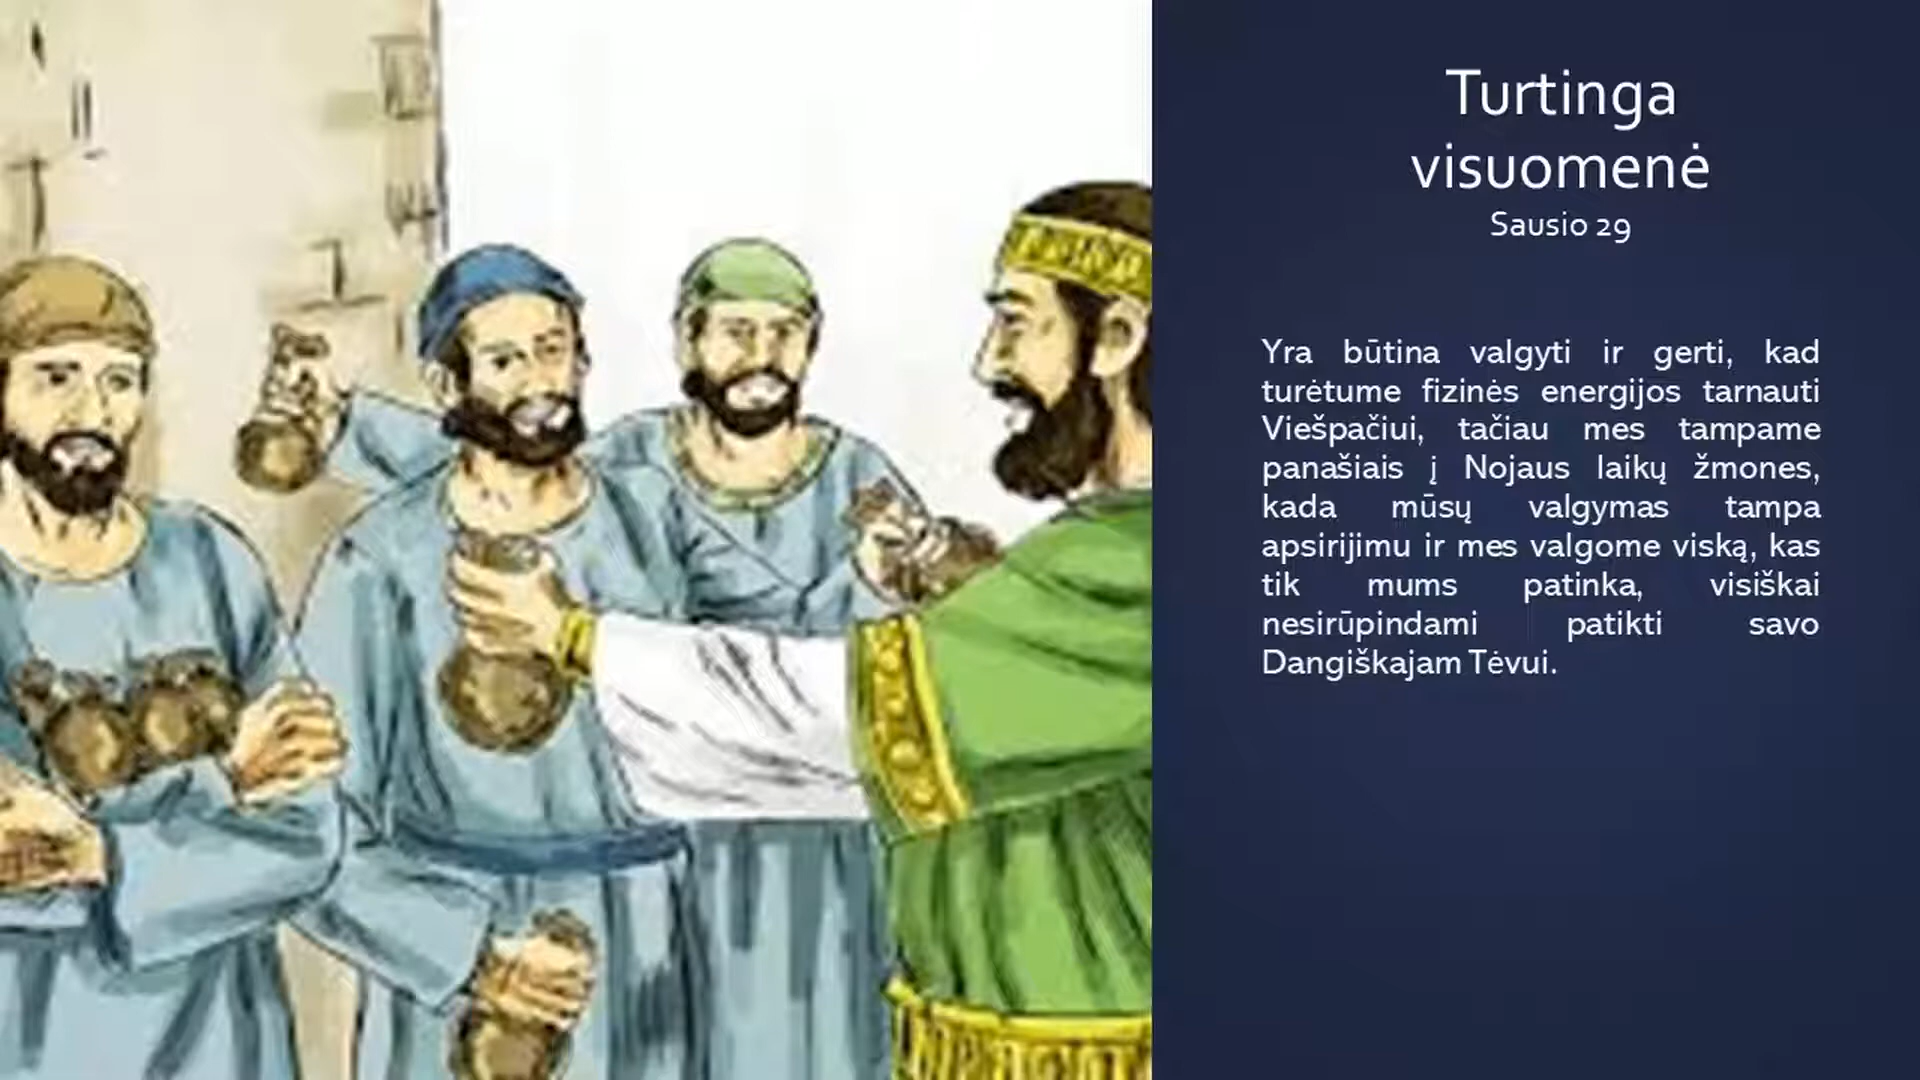 Turtinga
visuomenė
Sausio 29
Yra būtina valgyti ir gerti, kad
turėtume fizinės energijos tarnauti
Viešpačiui, tačiau mes tampame
panašiais į Nojaus laikų žmones,
kada mūsų valgymas tampa
apsirijimu ir mes valgome viską, kas
tik mums patinka, visiškai
nesirūpindami patikti savo
Dangiškajam Tėvui.